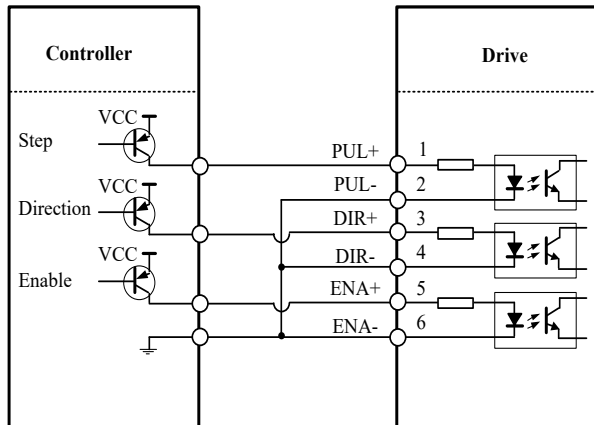 Controller
Drive
VCC
Step
PUL+ 1
VCC
PUL- 2
Direction
DIR+ 3
VCC
DIR- 4
Enable
ENA+ 5
ENA- 6